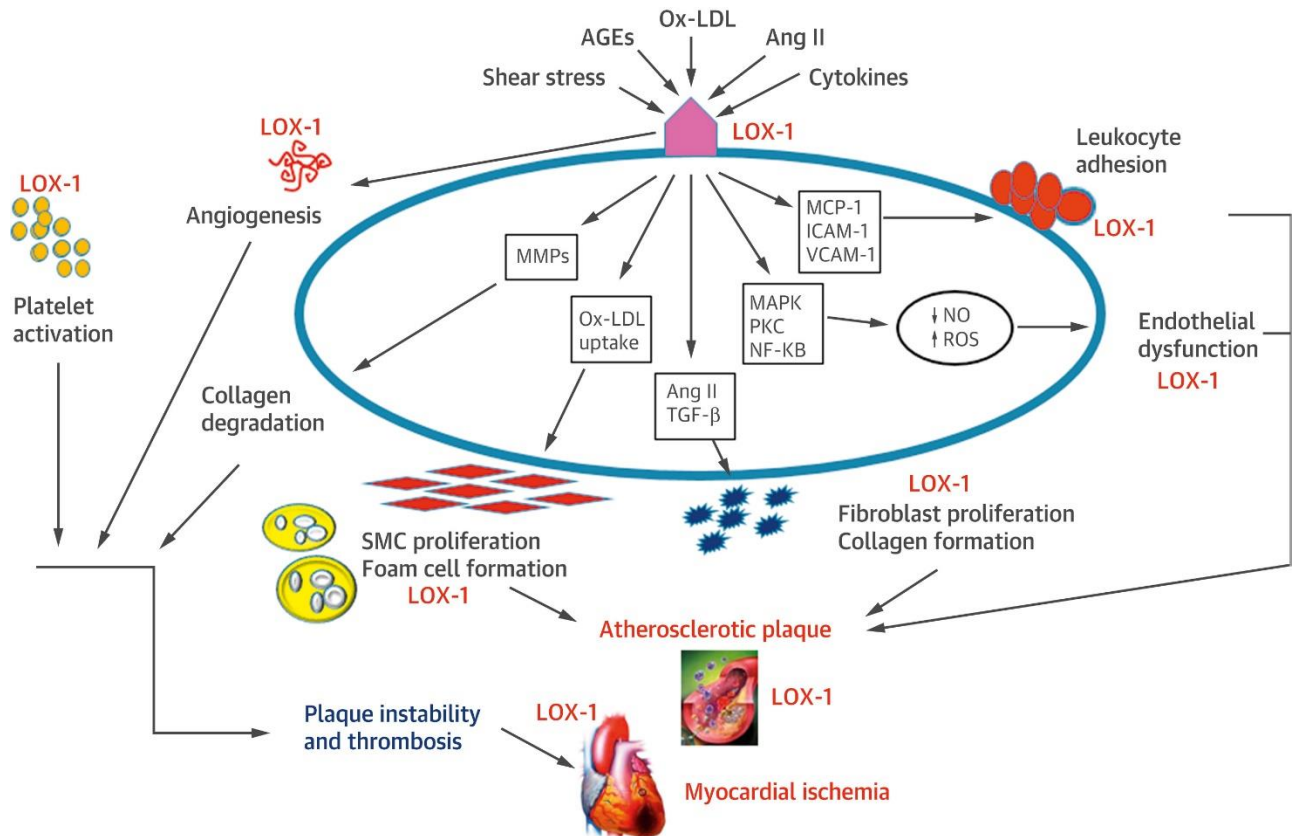 Ox-LDL
AGEs
Ang II
Shear stress
Cytokines
LOX-1
LOX-1
Leukocyte
adhesion
LOX-1
LOX-1
Angiogenesis
MCP-1
ICAM-1
VCAM-1
MMPs
Platelet
activation
Ox-LDL
uptake
MAPK
PKC
NF-KB
↓ NO
↑ ROS
Endothelial
dysfunction
LOX-1
Collagen
degradation
Ang II
TGF-β
LOX-1
Fibroblast proliferation
Collagen formation
SMC proliferation
Foam cell formation
LOX-1
Atherosclerotic plaque
LOX-1
Plaque instability
and thrombosis
LOX-1
Myocardial ischemia